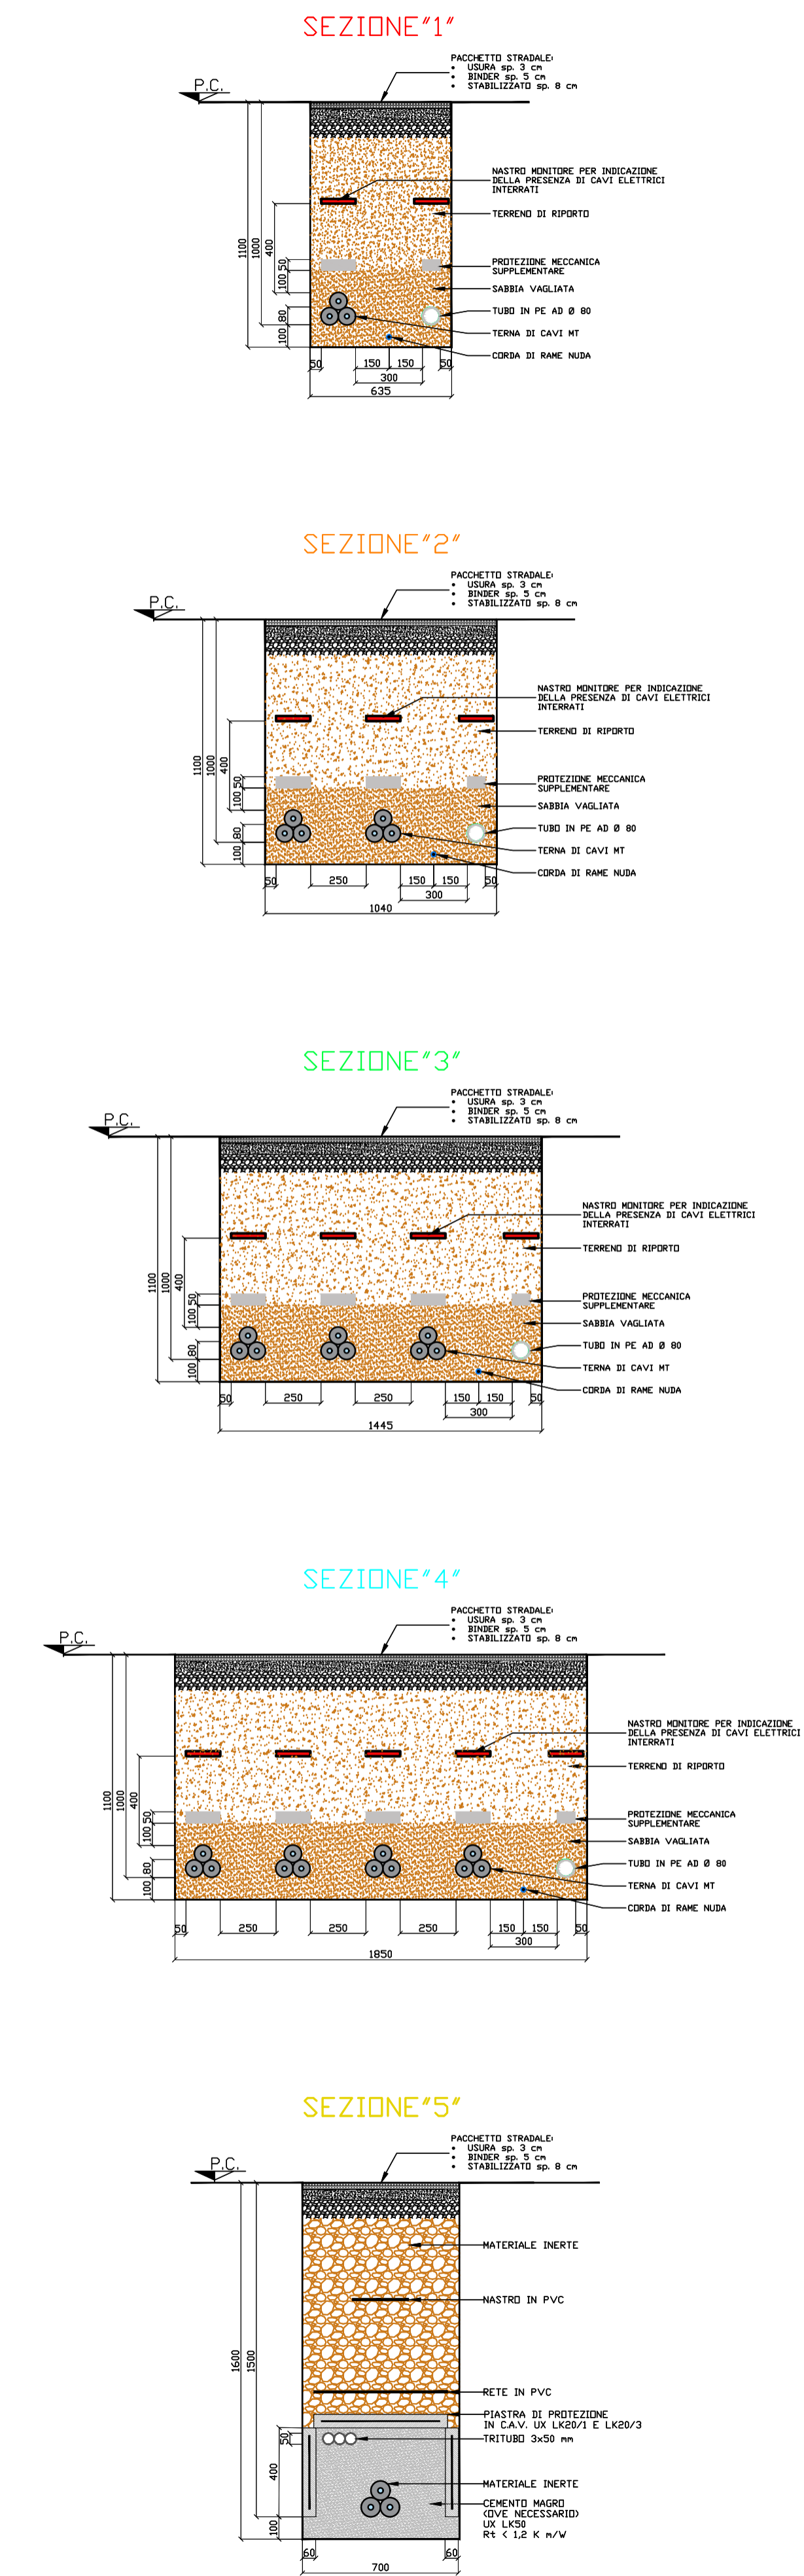 SEZIONE"1"
PACCHETTO STRADALE:
• USURA sp. 3 cm
• BINDER sp. 5 cm
• STABILIZZATO sp. 8 cm
P.C.
NASTRO MONITORE PER INDICAZIONE
DELLA PRESENZA DI CAVI ELETTRICI
INTERRATI
TERRENO DI RIPORTO
PROTEZIONE MECCANICA
SUPPLEMENTARE
SABBIA VAGLIATA
TUBO IN PE AD Ø 80
TERNA DI CAVI MT
CORDA DI RAME NUDA
1100
1000
400
50
100
80
100
50
150
150
50
300
635
SEZIONE"2"
PACCHETTO STRADALE:
• USURA sp. 3 cm
• BINDER sp. 5 cm
• STABILIZZATO sp. 8 cm
P.C.
NASTRO MONITORE PER INDICAZIONE
DELLA PRESENZA DI CAVI ELETTRICI
INTERRATI
TERRENO DI RIPORTO
PROTEZIONE MECCANICA
SUPPLEMENTARE
SABBIA VAGLIATA
TUBO IN PE AD Ø 80
TERNA DI CAVI MT
CORDA DI RAME NUDA
1100
1000
400
50
100
80
100
50
250
150
150
50
300
1040
SEZIONE"3"
PACCHETTO STRADALE:
• USURA sp. 3 cm
• BINDER sp. 5 cm
• STABILIZZATO sp. 8 cm
P.C.
NASTRO MONITORE PER INDICAZIONE
DELLA PRESENZA DI CAVI ELETTRICI
INTERRATI
TERRENO DI RIPORTO
PROTEZIONE MECCANICA
SUPPLEMENTARE
SABBIA VAGLIATA
TUBO IN PE AD Ø 80
TERNA DI CAVI MT
CORDA DI RAME NUDA
1100
1000
400
50
100
80
100
50
250
250
150
150
50
300
1445
SEZIONE"4"
PACCHETTO STRADALE:
• USURA sp. 3 cm
• BINDER sp. 5 cm
• STABILIZZATO sp. 8 cm
P.C.
NASTRO MONITORE PER INDICAZIONE
DELLA PRESENZA DI CAVI ELETTRICI
INTERRATI
TERRENO DI RIPORTO
PROTEZIONE MECCANICA
SUPPLEMENTARE
SABBIA VAGLIATA
TUBO IN PE AD Ø 80
TERNA DI CAVI MT
CORDA DI RAME NUDA
1100
1000
400
50
100
80
100
50
250
250
250
150
150
50
300
1850
SEZIONE"5"
PACCHETTO STRADALE:
• USURA sp. 3 cm
• BINDER sp. 5 cm
• STABILIZZATO sp. 8 cm
P.C.
MATERIALE INERTE
NASTRO IN PVC
RETE IN PVC
PIASTRA DI PROTEZIONE
IN C.A.V. UX LK20/1 E LK20/3
TRITUBO 3x50 mm
MATERIALE INERTE
CEMENTO MAGRO
(OVE NECESSARIO)
UX LK50
Rt < 1,2 K m/W
1600
1500
50
400
100
60
60
700